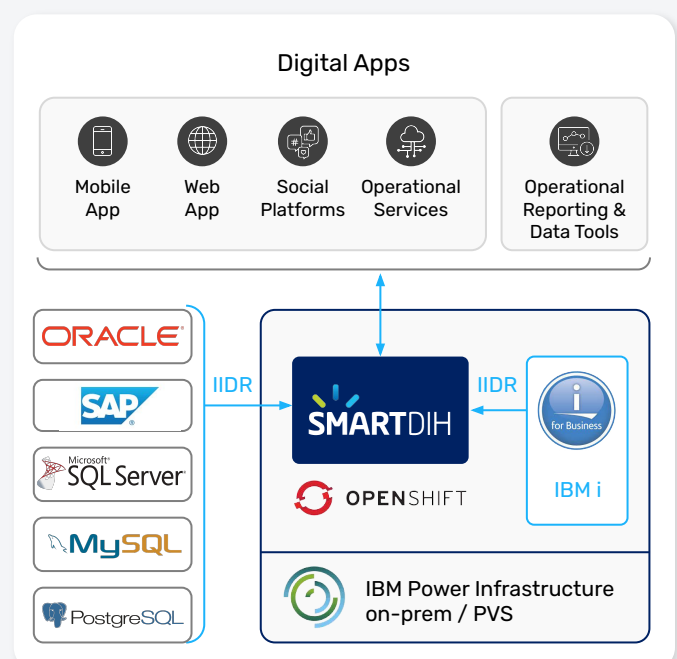 Digital Apps
Mobile
App
Web
App
Social
Platforms
Operational
Services
Operational
Reporting &
Data Tools
ORACLE
SAP
Microsoft
SQL Server
MySQL
PostgreSQL
IIDR
SMARTDIH
OPENSHIFT
IIDR
i
for Business
IBM i
IBM Power Infrastructure
on-prem / PVS